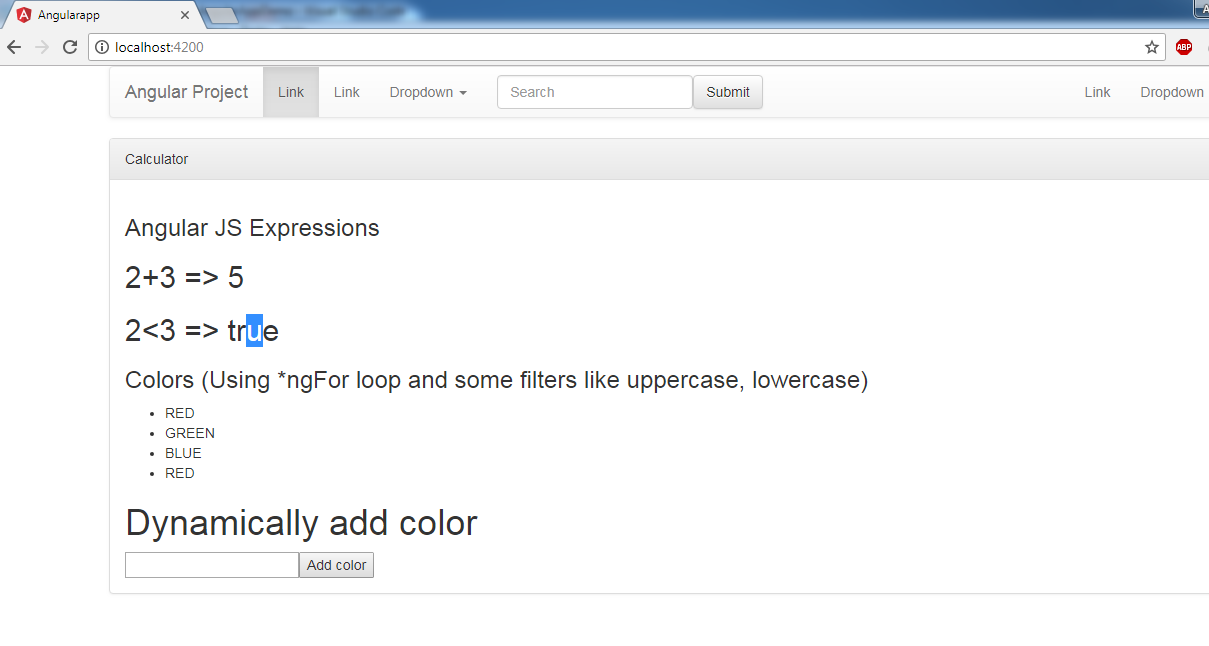 Angularapp
localhost:4200
ABP
Angular Project Link Link Dropdown Search Submit Link Dropdown
Calculator
Angular JS Expressions
2+3 => 5
2<3 => true
Colors (Using *ngFor loop and some filters like uppercase, lowercase)
RED
GREEN
BLUE
RED
Dynamically add color
Add color